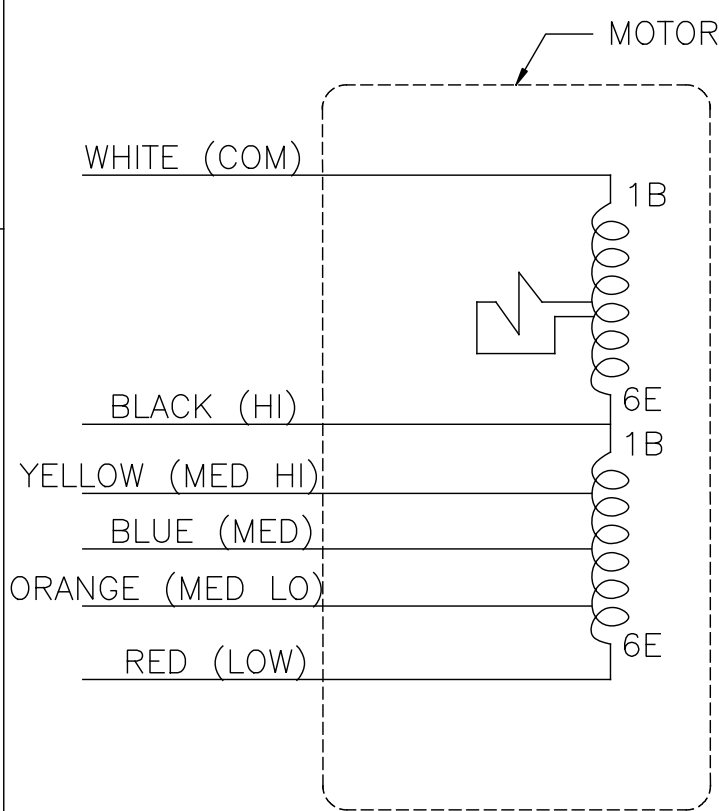 MOTOR
WHITE (COM)
1B
BLACK (HI)
6E
1B
YELLOW (MED HI)
BLUE (MED)
ORANGE (MED LO)
RED (LOW)
6E